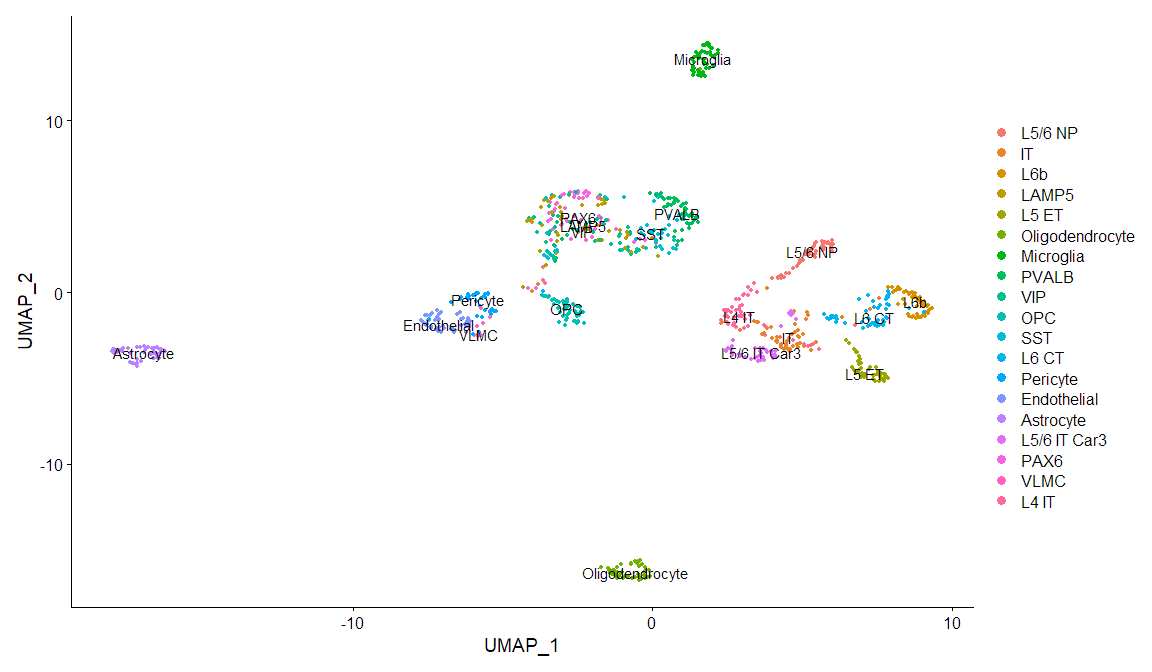 Microglia
10
PAX6
LAMP5
VIP
PVALB
SST
L5/6 NP
0
Pericyte
Endothelial
VLMC
OPC
L4 IT
IT
L5/6 IT Car3
L6 CT
L6b
L5 ET
Astrocyte
-10
Oligodendrocyte
UMAP_2
-10
0
10
UMAP_1
L5/6 NP
IT
L6b
LAMP5
L5 ET
Oligodendrocyte
Microglia
PVALB
VIP
OPC
SST
L6 CT
Pericyte
Endothelial
Astrocyte
L5/6 IT Car3
PAX6
VLMC
L4 IT